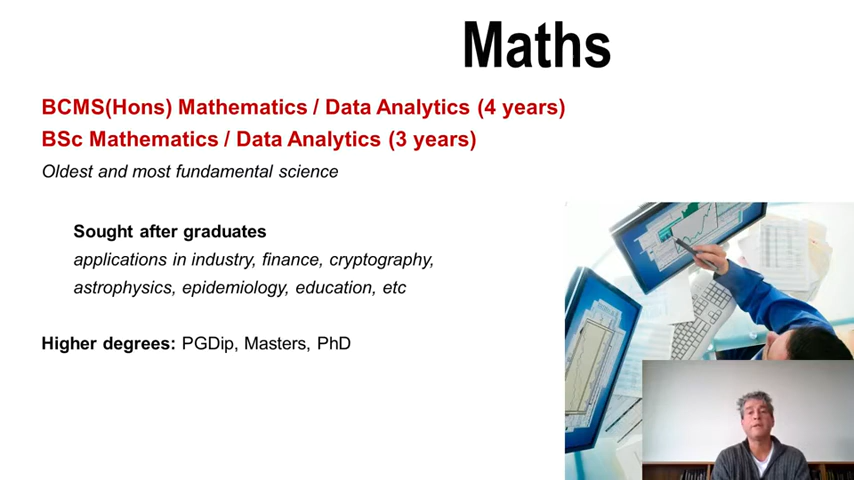 Maths
BCMS(Hons) Mathematics / Data Analytics (4 years)
BSc Mathematics / Data Analytics (3 years)
Oldest and most fundamental science
Sought after graduates
applications in industry, finance, cryptography,
astrophysics, epidemiology, education, etc
Higher degrees: PGDip, Masters, PhD